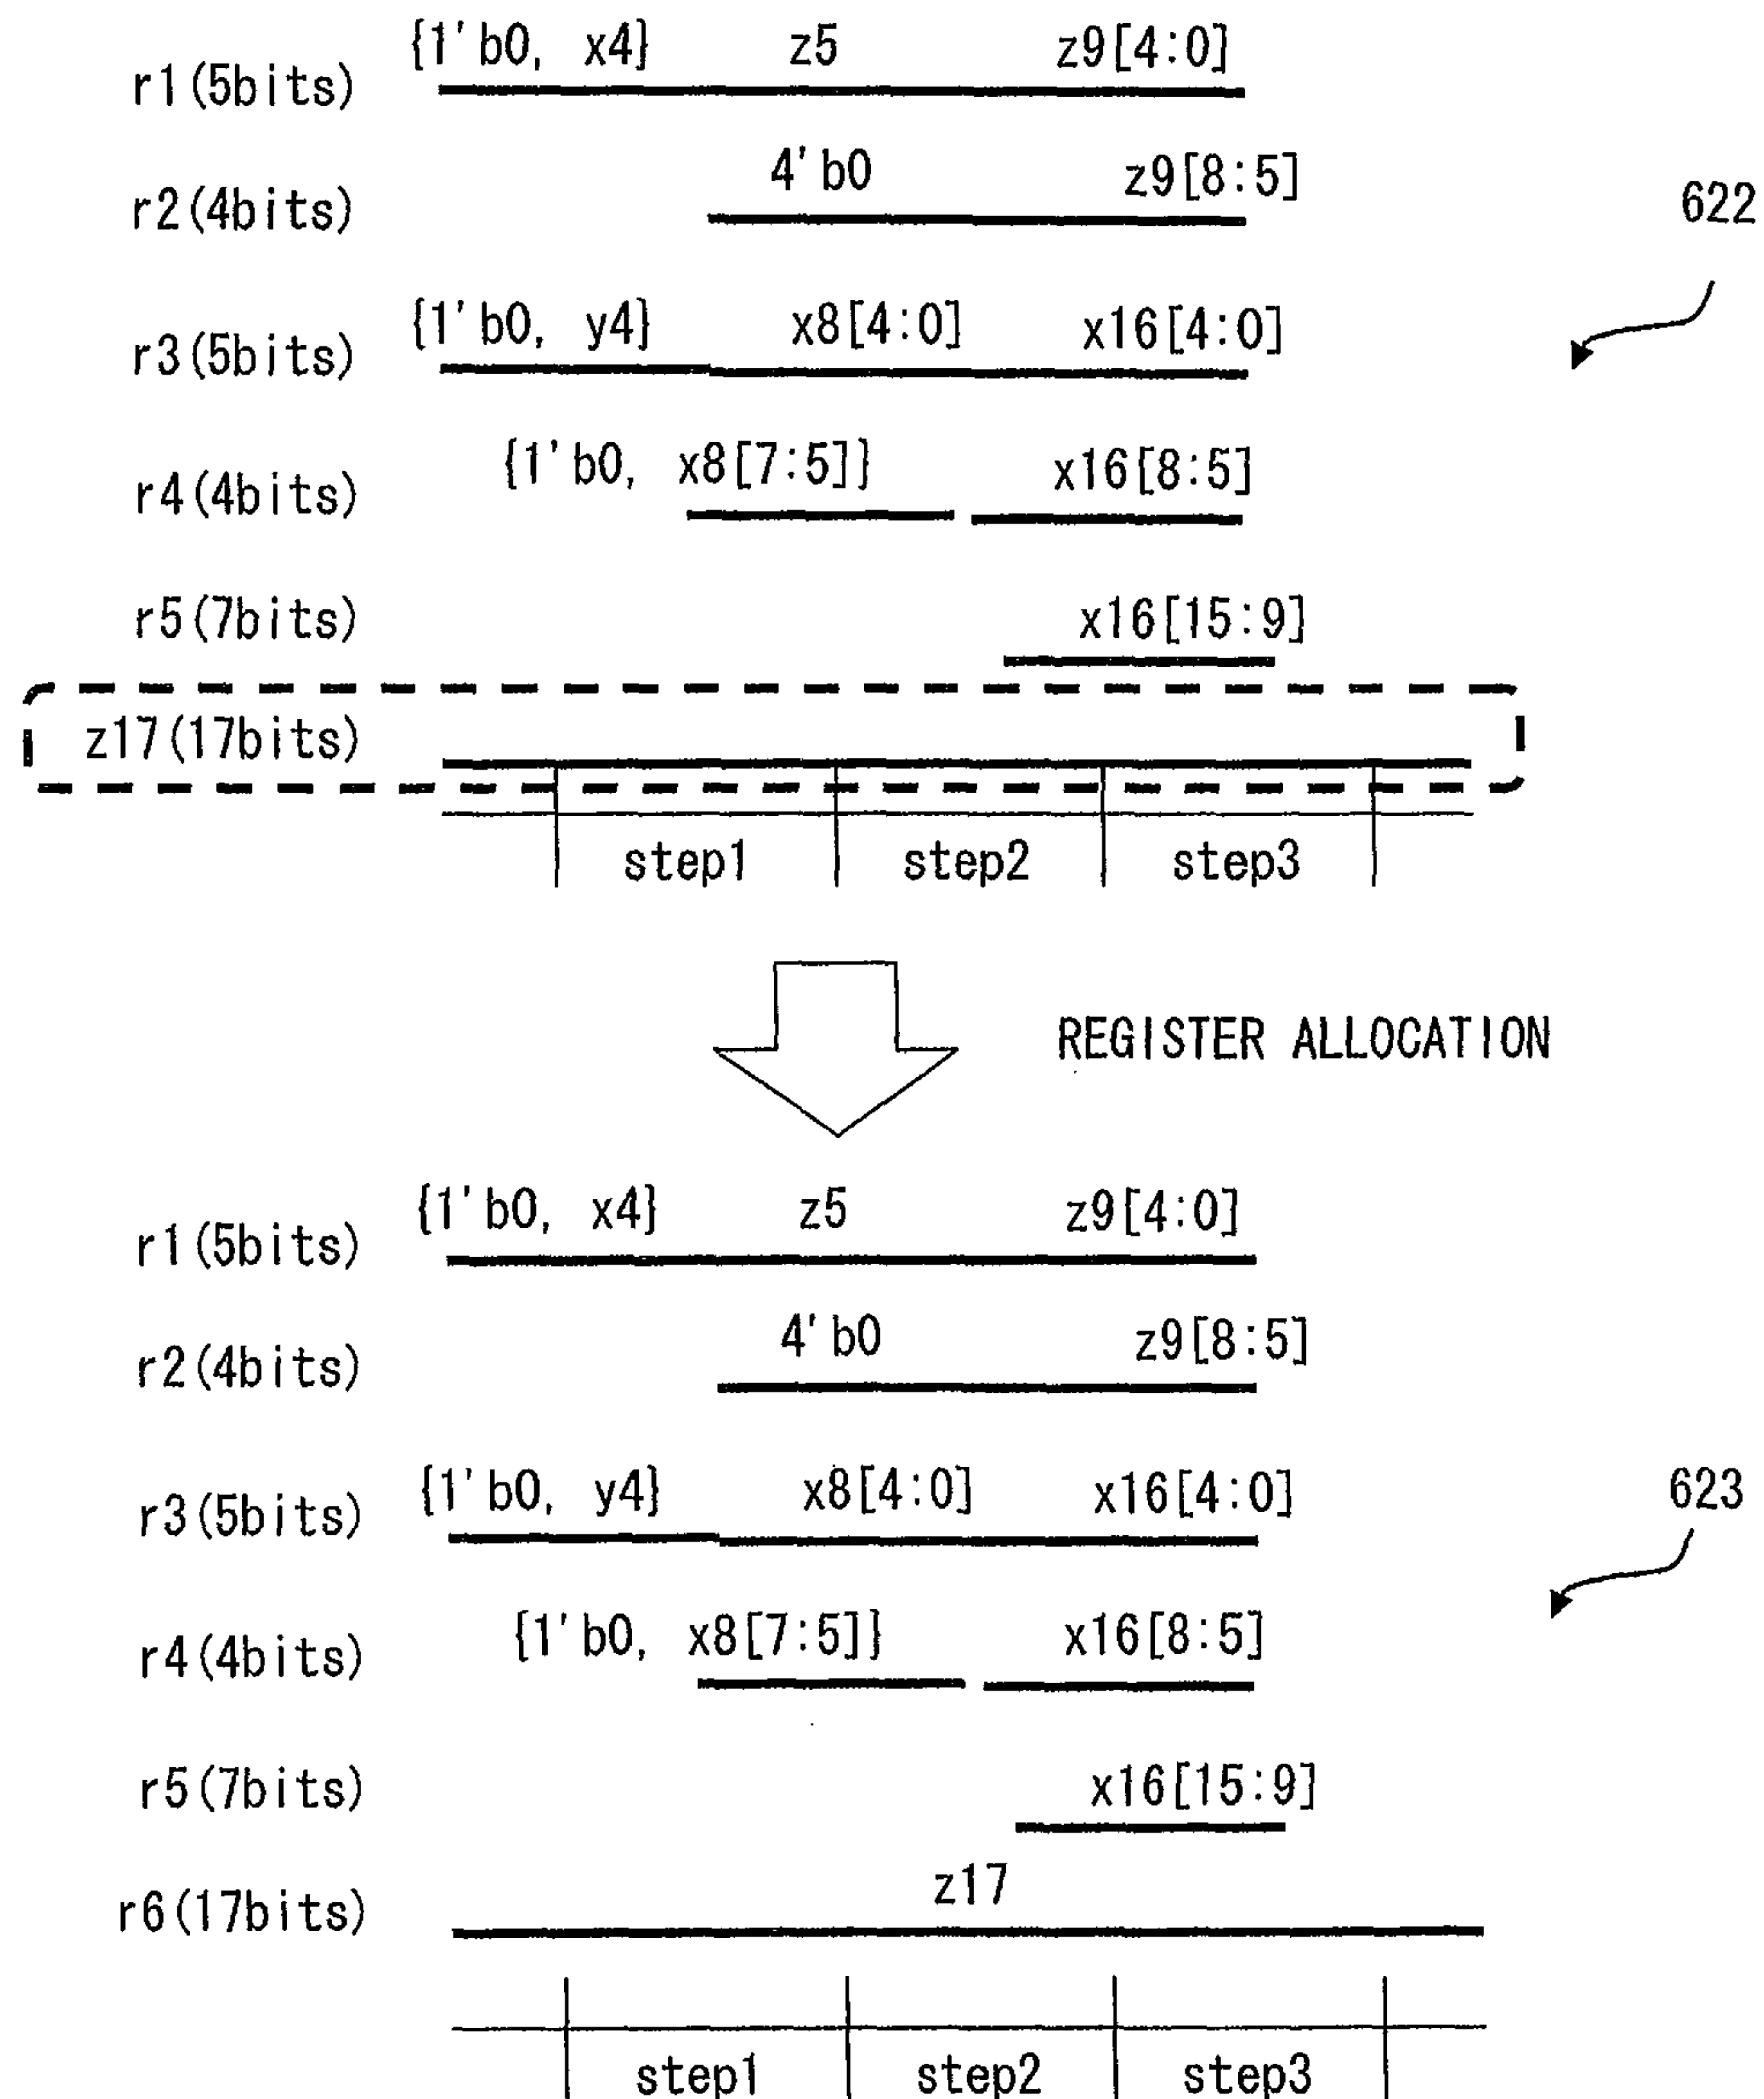 {1'b0, x4} z5 z9[4:0]
r1(5bits)
4'b0 z9[8:5]
r2(4bits)
622
{1'b0, y4} x8[4:0] x16[4:0]
r3(5bits)
{1'b0, x8[7:5]} x16[8:5]
r4(4bits)
r5(7bits) x16[15:9]
z17(17bits)
step1 step2 step3
REGISTER ALLOCATION
{1'b0, x4} z5 z9[4:0]
r1(5bits)
4'b0 z9[8:5]
r2(4bits)
{1'b0, y4} x8[4:0] x16[4:0]
623
r3(5bits)
{1'b0, x8[7:5]} x16[8:5]
r4(4bits)
r5(7bits) x16[15:9]
z17
r6(17bits)
step1 step2 step3